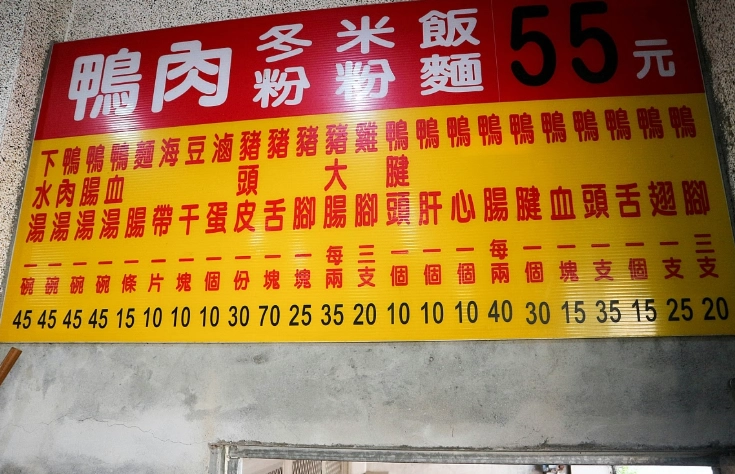 鴨肉 冬粉 米粉 飯麵 55元
下水湯 一碗 45
鴨肉湯 一碗 45
鴨腸湯 一碗 45
鴨血湯 一碗 45
麵腸 一條 15
海帶 一片 10
豆干 一塊 10
滷蛋 一個 10
豬頭皮 一份 30
豬舌 一塊 70
豬腳 一塊 25
豬大腸 每兩 35
雞腳 三支 20
鴨腱頭 一個 10
鴨肝 一個 10
鴨心 一個 10
鴨腸 每兩 40
鴨腱 一個 30
鴨血 一塊 15
鴨頭 一支 35
鴨舌 一個 15
鴨翅 一支 25
鴨腳 三支 20